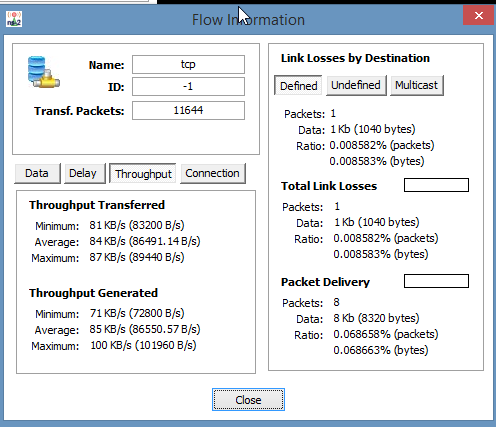 Flow Information
Name: tcp
ID: -1
Transf. Packets: 11644
Data Delay Throughput Connection
Throughput Transferred
Minimum: 81 KB/s (83200 B/s)
Average: 84 KB/s (86491.14 B/s)
Maximum: 87 KB/s (89440 B/s)
Throughput Generated
Minimum: 71 KB/s (72800 B/s)
Average: 85 KB/s (86550.57 B/s)
Maximum: 100 KB/s (101960 B/s)
Link Losses by Destination
Defined Undefined Multicast
Packets: 1
Data: 1 Kb (1040 bytes)
Ratio: 0.008582% (packets)
0.008583% (bytes)
Total Link Losses
Packets: 1
Data: 1 Kb (1040 bytes)
Ratio: 0.008582% (packets)
0.008583% (bytes)
Packet Delivery
Packets: 8
Data: 8 Kb (8320 bytes)
Ratio: 0.068658% (packets)
0.068663% (bytes)
Close